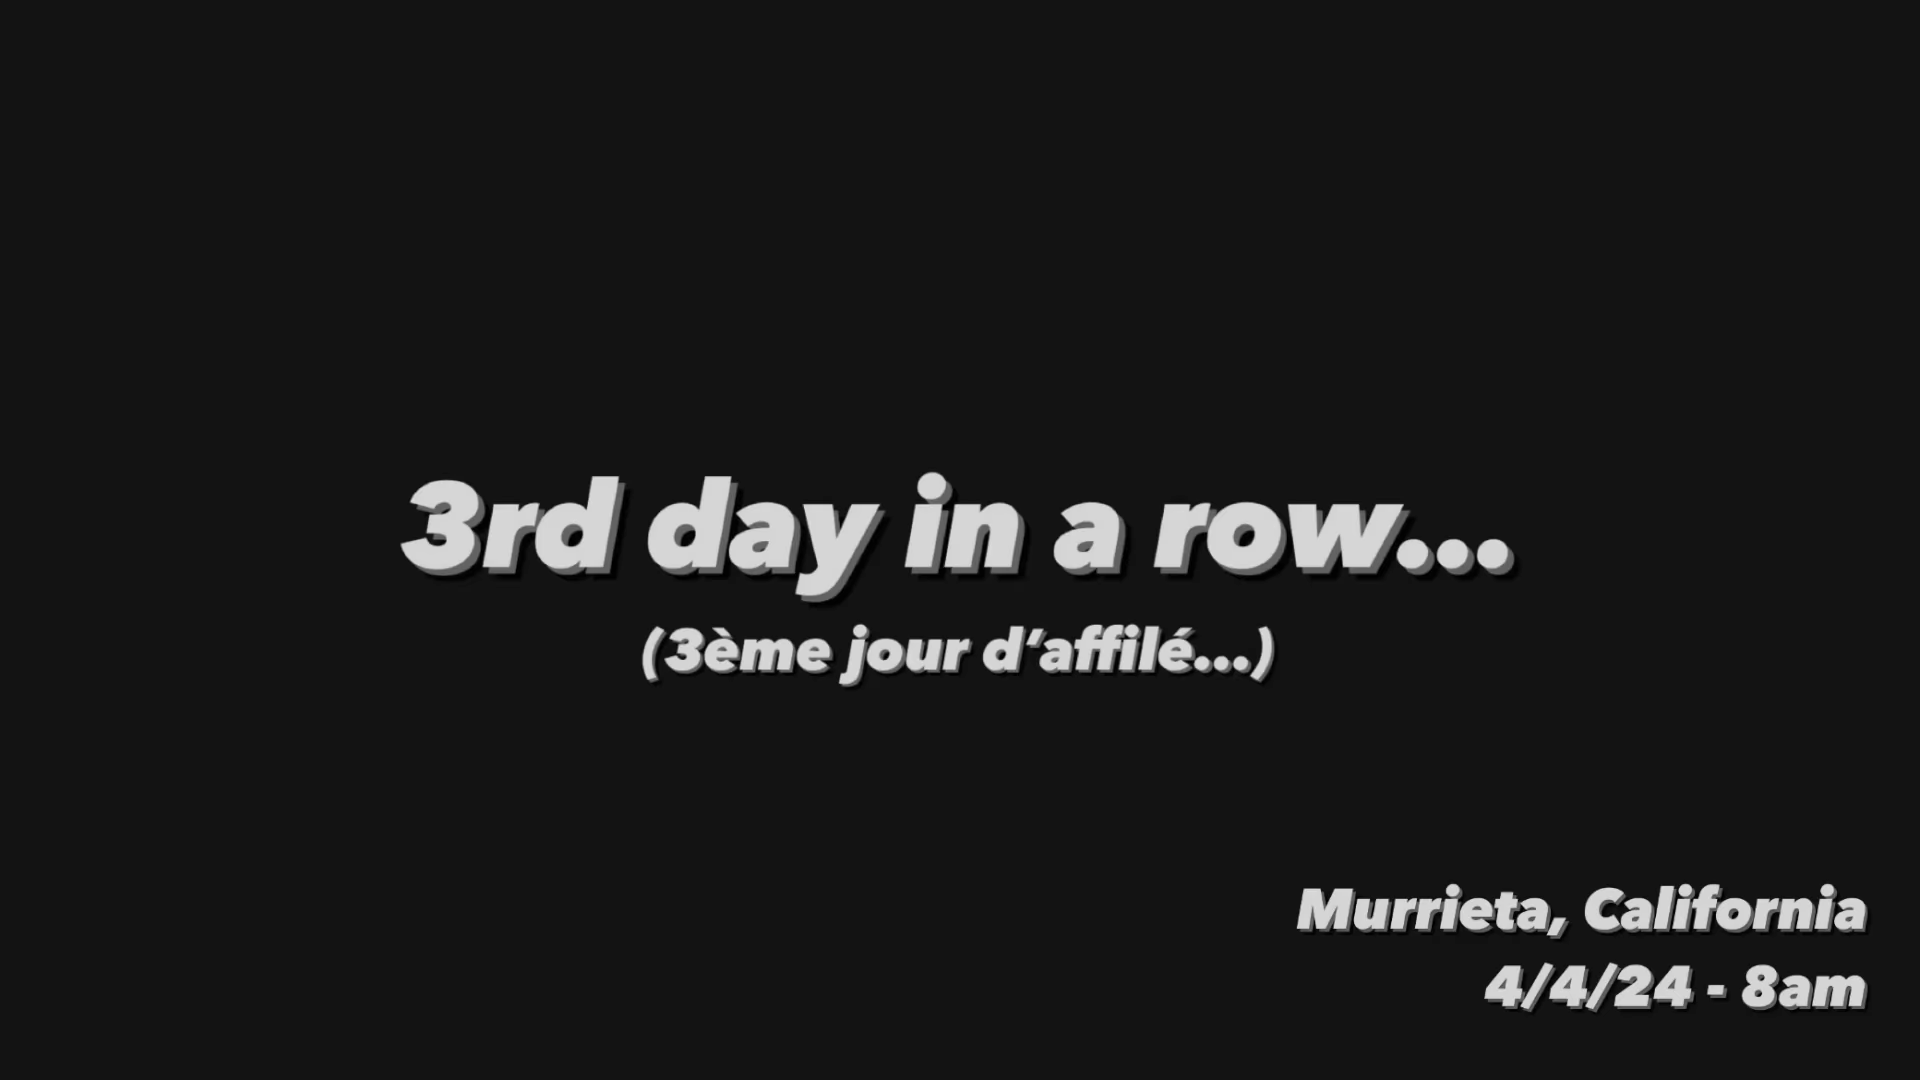 3rd day in a row...
(3ème jour d’affilé...)
Murrieta, California
4/4/24 - 8am